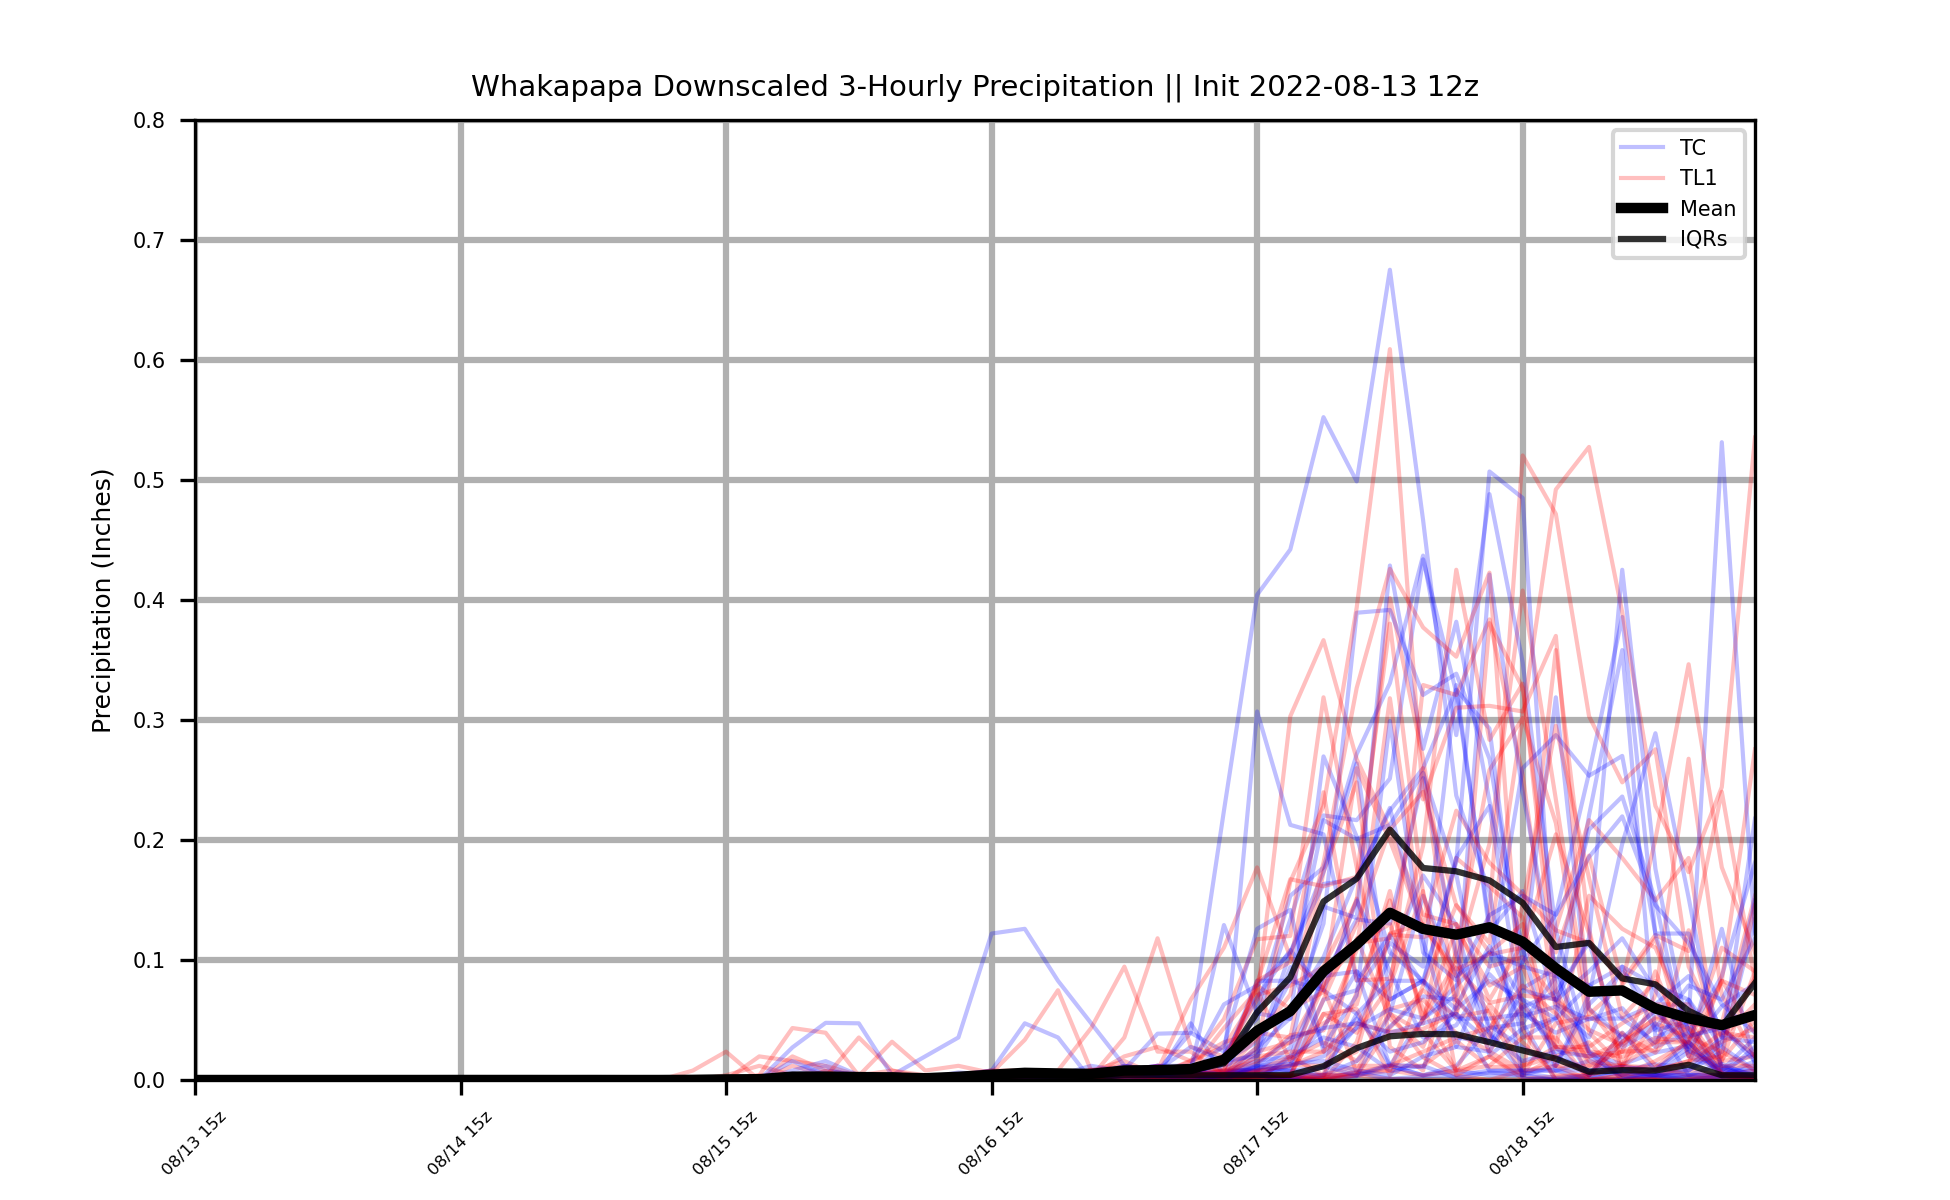 Whakapapa Downscaled 3-Hourly Precipitation || Init 2022-08-13 12z
TC
TL1
Mean
IQRs
Precipitation (Inches)
0.8
0.7
0.6
0.5
0.4
0.3
0.2
0.1
0.0
08/13 15z
08/14 15z
08/15 15z
08/16 15z
08/17 15z
08/18 15z